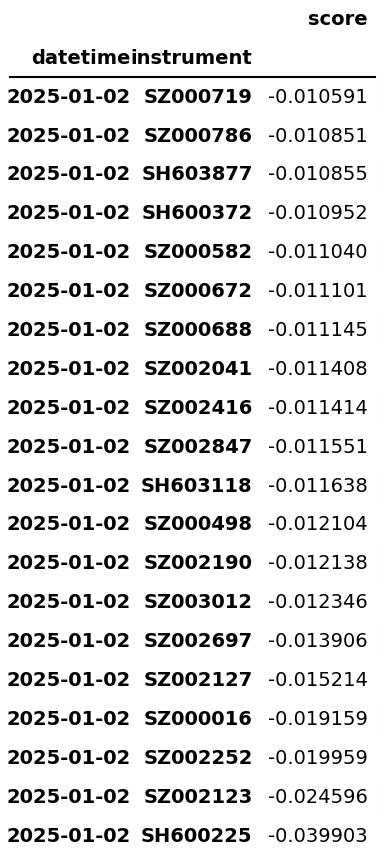 score
datetime instrument
2025-01-02 SZ000719 -0.010591
2025-01-02 SZ000786 -0.010851
2025-01-02 SH603877 -0.010855
2025-01-02 SH600372 -0.010952
2025-01-02 SZ000582 -0.011040
2025-01-02 SZ000672 -0.011101
2025-01-02 SZ000688 -0.011145
2025-01-02 SZ002041 -0.011408
2025-01-02 SZ002416 -0.011414
2025-01-02 SZ002847 -0.011551
2025-01-02 SH603118 -0.011638
2025-01-02 SZ000498 -0.012104
2025-01-02 SZ002190 -0.012138
2025-01-02 SZ003012 -0.012346
2025-01-02 SZ002697 -0.013906
2025-01-02 SZ002127 -0.015214
2025-01-02 SZ000016 -0.019159
2025-01-02 SZ002252 -0.019959
2025-01-02 SZ002123 -0.024596
2025-01-02 SH600225 -0.039903